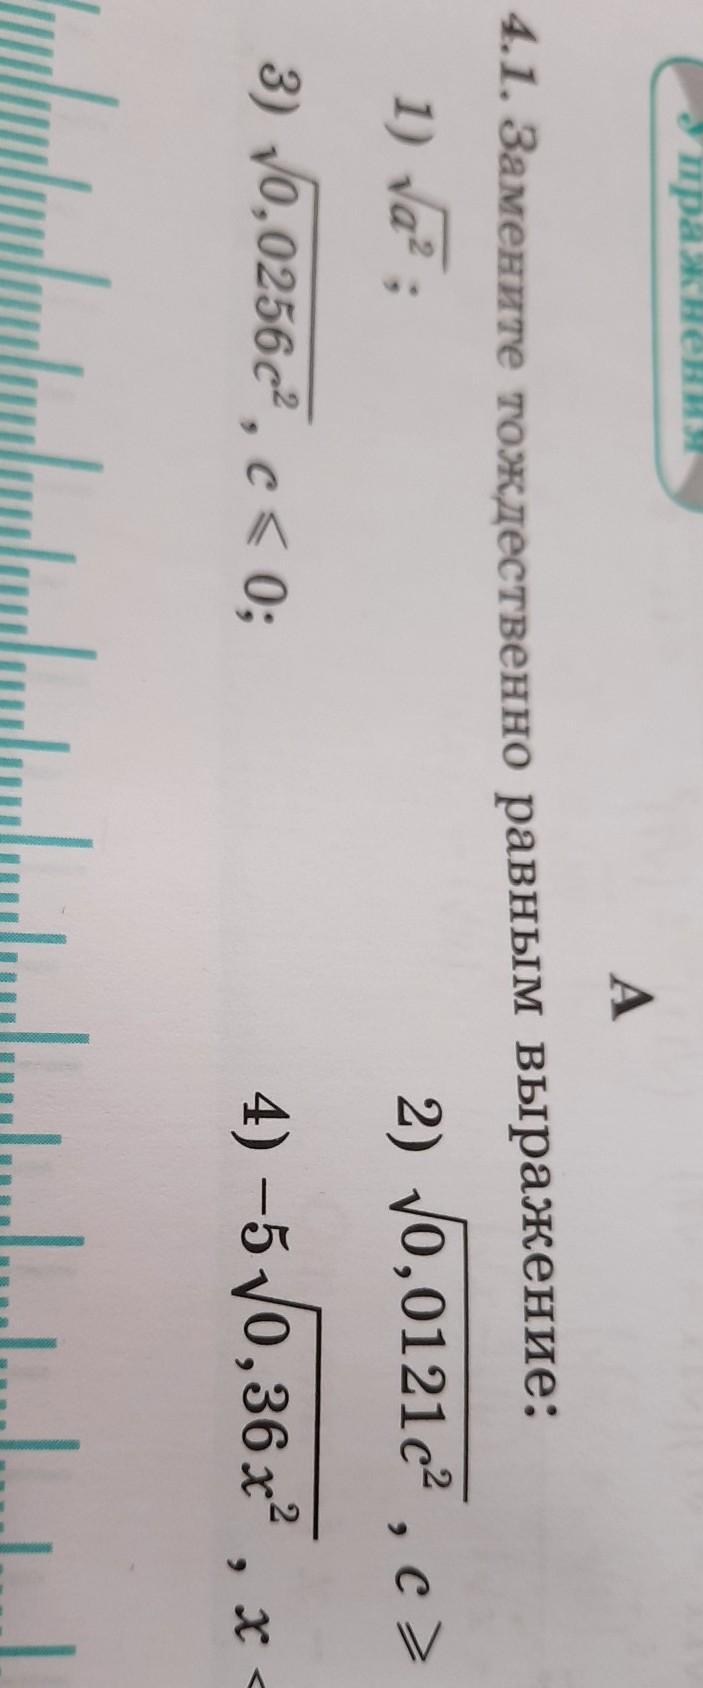 Упражнения
А
4.1. Замените тождественно равным выражение:
1) √a²; 2) √0,0121c², c ⩾
3) √0,0256c², c ⩽ 0; 4) –5√0,36x², x <